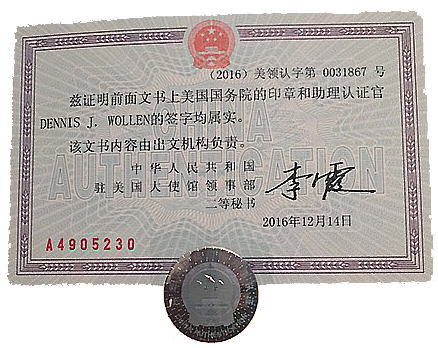 (2016) 美领认字第 0031867 号
兹证明前面文书上美国国务院的印章和助理认证官
DENNIS J. WOLLEN的签字均属实。
该文书内容由出文机构负责。
CHINA
AUTHENTICATION
中华人民共和国
驻美国大使馆领事部
二等秘书
李霞
2016年12月14日
A4905230